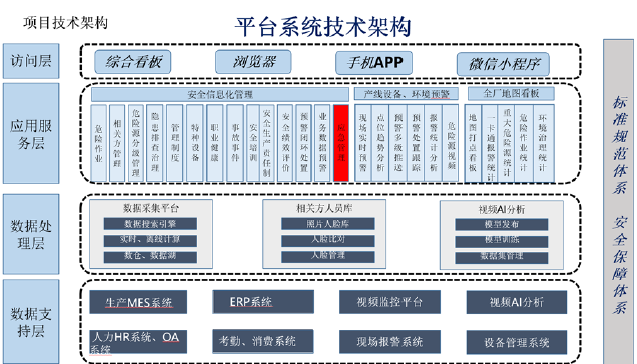 项目技术架构
平台系统技术架构
访问层
综合看板
浏览器
手机APP
微信小程序
应用服务层
安全信息化管理
危险作业
相关方管理
危险源分级管理
隐患排查治理
管理制度
特种设备
职业健康
事故事件
安全培训
安全生产责任制
安全绩效评价
预警闭环处置
业务数据预警
应急管理
产线设备、环境预警
现场实时预警
点位趋势分析
预警多级推送
预警处置跟踪
报警统计分析
危险源视频
全厂地图看板
地图打点看板
一卡通报警统计
重大危险源统计
危险作业统计
环境治理统计
数据处理层
数据采集平台
数据搜索引擎
实时、离线计算
数仓、数据湖
相关方人员库
照片人脸库
人脸比对
人脸管理
视频AI分析
模型发布
模型训练
数据集管理
数据支持层
生产MES系统
ERP系统
视频监控平台
视频AI分析
人力HR系统、OA
系统
考勤、消费系统
现场报警系统
设备管理系统
标准规范体系 安全保障体系